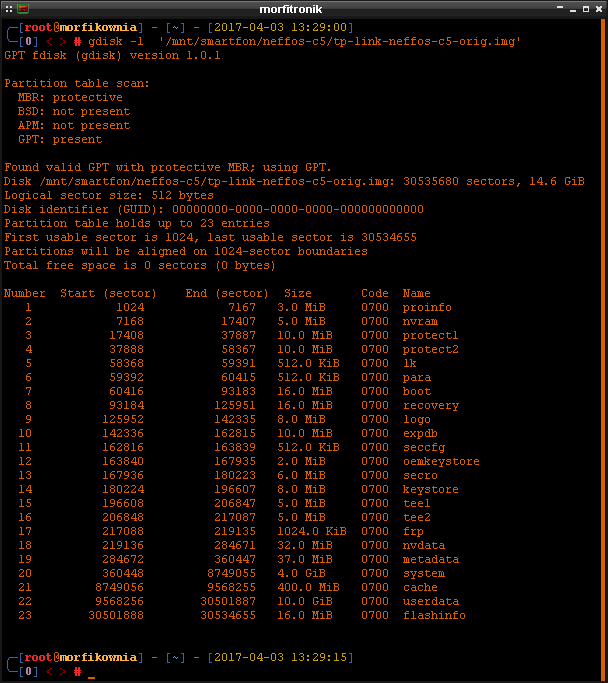 morfitronik
[root@morfikownia] - [~] - [2017-04-03 13:29:00]
[0] < > # gdisk -l '/mnt/smartfon/neffos-c5/tp-link-neffos-c5-orig.img'
GPT fdisk (gdisk) version 1.0.1
Partition table scan:
MBR: protective
BSD: not present
APM: not present
GPT: present
Found valid GPT with protective MBR; using GPT.
Disk /mnt/smartfon/neffos-c5/tp-link-neffos-c5-orig.img: 30535680 sectors, 14.6 GiB
Logical sector size: 512 bytes
Disk identifier (GUID): 00000000-0000-0000-0000-000000000000
Partition table holds up to 23 entries
First usable sector is 1024, last usable sector is 30534655
Partitions will be aligned on 1024-sector boundaries
Total free space is 0 sectors (0 bytes)
Number Start (sector) End (sector) Size Code Name
1 1024 7167 3.0 MiB 0700 proinfo
2 7168 17407 5.0 MiB 0700 nvram
3 17408 37887 10.0 MiB 0700 protect1
4 37888 58367 10.0 MiB 0700 protect2
5 58368 59391 512.0 KiB 0700 lk
6 59392 60415 512.0 KiB 0700 para
7 60416 93183 16.0 MiB 0700 boot
8 93184 125951 16.0 MiB 0700 recovery
9 125952 142335 8.0 MiB 0700 logo
10 142336 162815 10.0 MiB 0700 expdb
11 162816 163839 512.0 KiB 0700 seccfg
12 163840 167935 2.0 MiB 0700 oemkeystore
13 167936 180223 6.0 MiB 0700 secro
14 180224 196607 8.0 MiB 0700 keystore
15 196608 206847 5.0 MiB 0700 tee1
16 206848 217087 5.0 MiB 0700 tee2
17 217088 219135 1024.0 KiB 0700 frp
18 219136 284671 32.0 MiB 0700 nvdata
19 284672 360447 37.0 MiB 0700 metadata
20 360448 8749055 4.0 GiB 0700 system
21 8749056 9568255 400.0 MiB 0700 cache
22 9568256 30501887 10.0 GiB 0700 userdata
23 30501888 30534655 16.0 MiB 0700 flashinfo
[root@morfikownia] - [~] - [2017-04-03 13:29:15]
[0] < > #